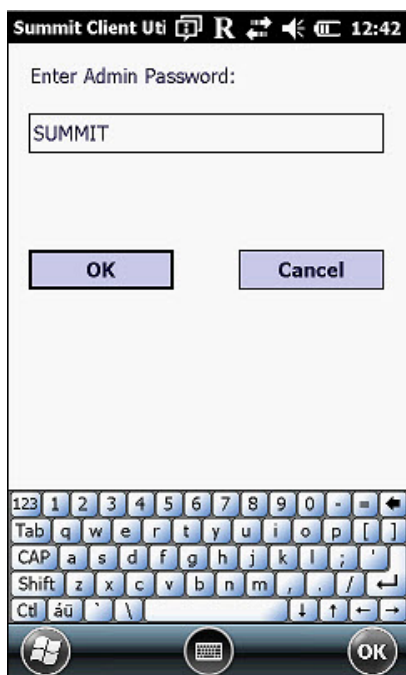 Summit Client Uti R 12:42
Enter Admin Password:
SUMMIT
OK Cancel
123 1 2 3 4 5 6 7 8 9 0 - =
Tab q w e r t y u i o p [ ]
CAP a s d f g h j k l ; '
Shift z x c v b n m , . /
Ctl áü ` \
OK